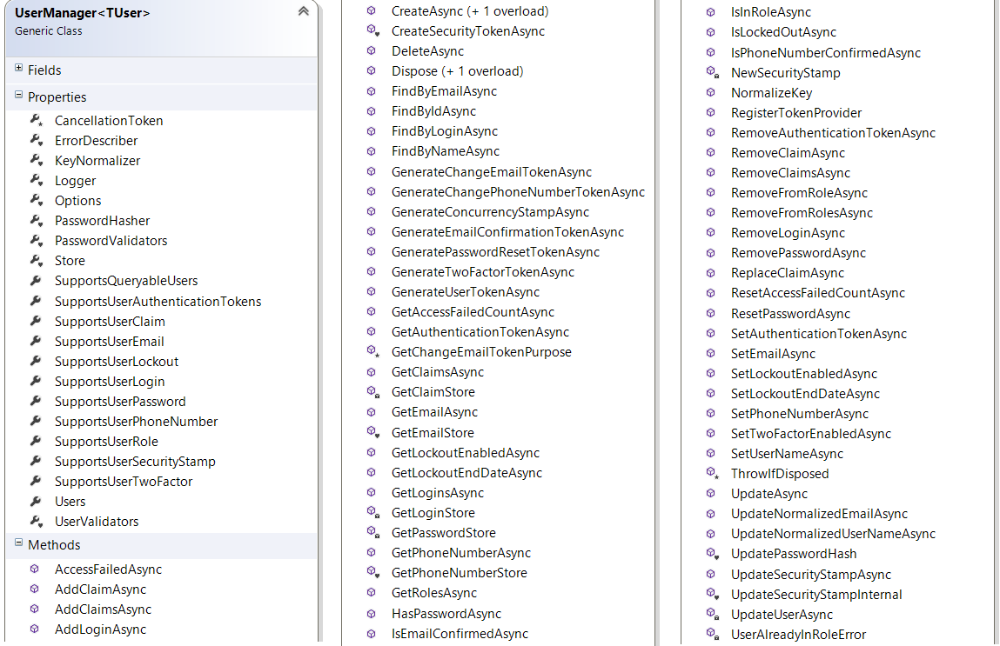 UserManager<TUser>
Generic Class
Fields
Properties
CancellationToken
ErrorDescriber
KeyNormalizer
Logger
Options
PasswordHasher
PasswordValidators
Store
SupportsQueryableUsers
SupportsUserAuthenticationTokens
SupportsUserClaim
SupportsUserEmail
SupportsUserLockout
SupportsUserLogin
SupportsUserPassword
SupportsUserPhoneNumber
SupportsUserRole
SupportsUserSecurityStamp
SupportsUserTwoFactor
Users
UserValidators
Methods
AccessFailedAsync
AddClaimAsync
AddClaimsAsync
AddLoginAsync
CreateAsync (+ 1 overload)
CreateSecurityTokenAsync
DeleteAsync
Dispose (+ 1 overload)
FindByEmailAsync
FindByIdAsync
FindByLoginAsync
FindByNameAsync
GenerateChangeEmailTokenAsync
GenerateChangePhoneNumberTokenAsync
GenerateConcurrencyStampAsync
GenerateEmailConfirmationTokenAsync
GeneratePasswordResetTokenAsync
GenerateTwoFactorTokenAsync
GenerateUserTokenAsync
GetAccessFailedCountAsync
GetAuthenticationTokenAsync
GetChangeEmailTokenPurpose
GetClaimsAsync
GetClaimStore
GetEmailAsync
GetEmailStore
GetLockoutEnabledAsync
GetLockoutEndDateAsync
GetLoginsAsync
GetLoginStore
GetPasswordStore
GetPhoneNumberAsync
GetPhoneNumberStore
GetRolesAsync
HasPasswordAsync
IsEmailConfirmedAsync
IsInRoleAsync
IsLockedOutAsync
IsPhoneNumberConfirmedAsync
NewSecurityStamp
NormalizeKey
RegisterTokenProvider
RemoveAuthenticationTokenAsync
RemoveClaimAsync
RemoveClaimsAsync
RemoveFromRoleAsync
RemoveFromRolesAsync
RemoveLoginAsync
RemovePasswordAsync
ReplaceClaimAsync
ResetAccessFailedCountAsync
ResetPasswordAsync
SetAuthenticationTokenAsync
SetEmailAsync
SetLockoutEnabledAsync
SetLockoutEndDateAsync
SetPhoneNumberAsync
SetTwoFactorEnabledAsync
SetUserNameAsync
ThrowIfDisposed
UpdateAsync
UpdateNormalizedEmailAsync
UpdateNormalizedUserNameAsync
UpdatePasswordHash
UpdateSecurityStampAsync
UpdateSecurityStampInternal
UpdateUserAsync
UserAlreadyInRoleError